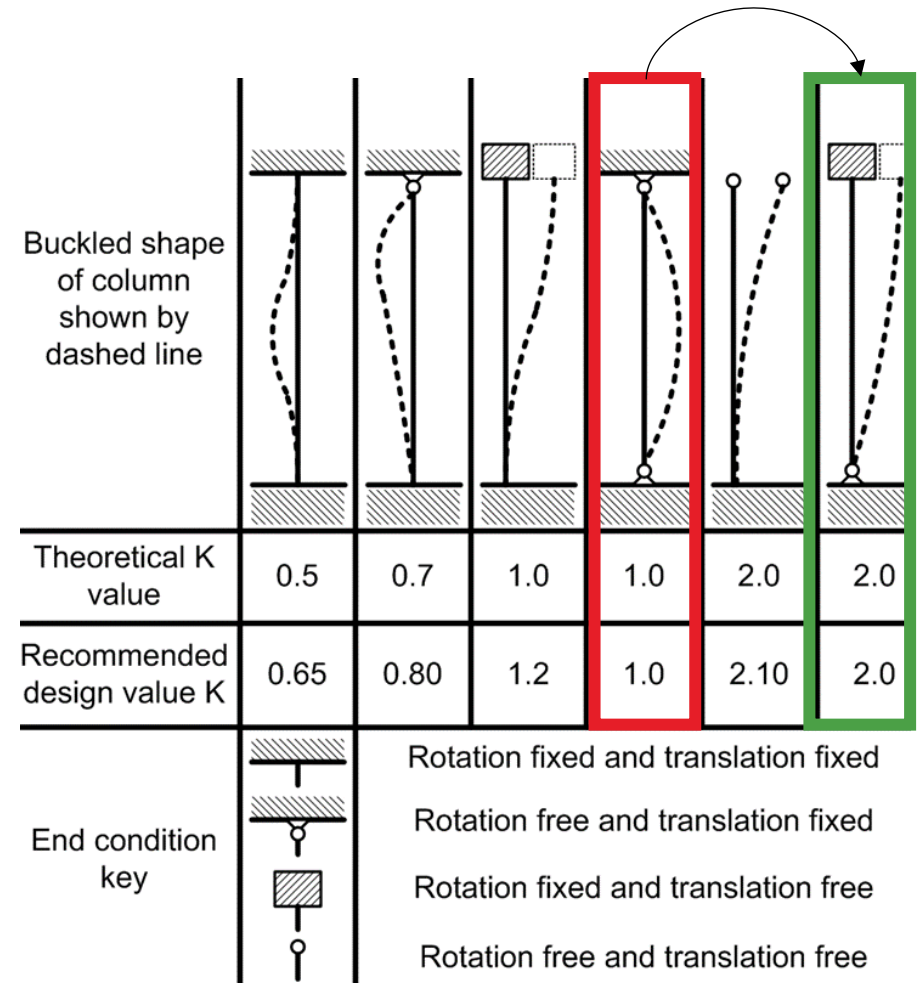 Buckled shape
of column
shown by
dashed line
Theoretical K
value
0.5
0.7
1.0
1.0
2.0
2.0
Recommended
design value K
0.65
0.80
1.2
1.0
2.10
2.0
End condition
key
Rotation fixed and translation fixed
Rotation free and translation fixed
Rotation fixed and translation free
Rotation free and translation free